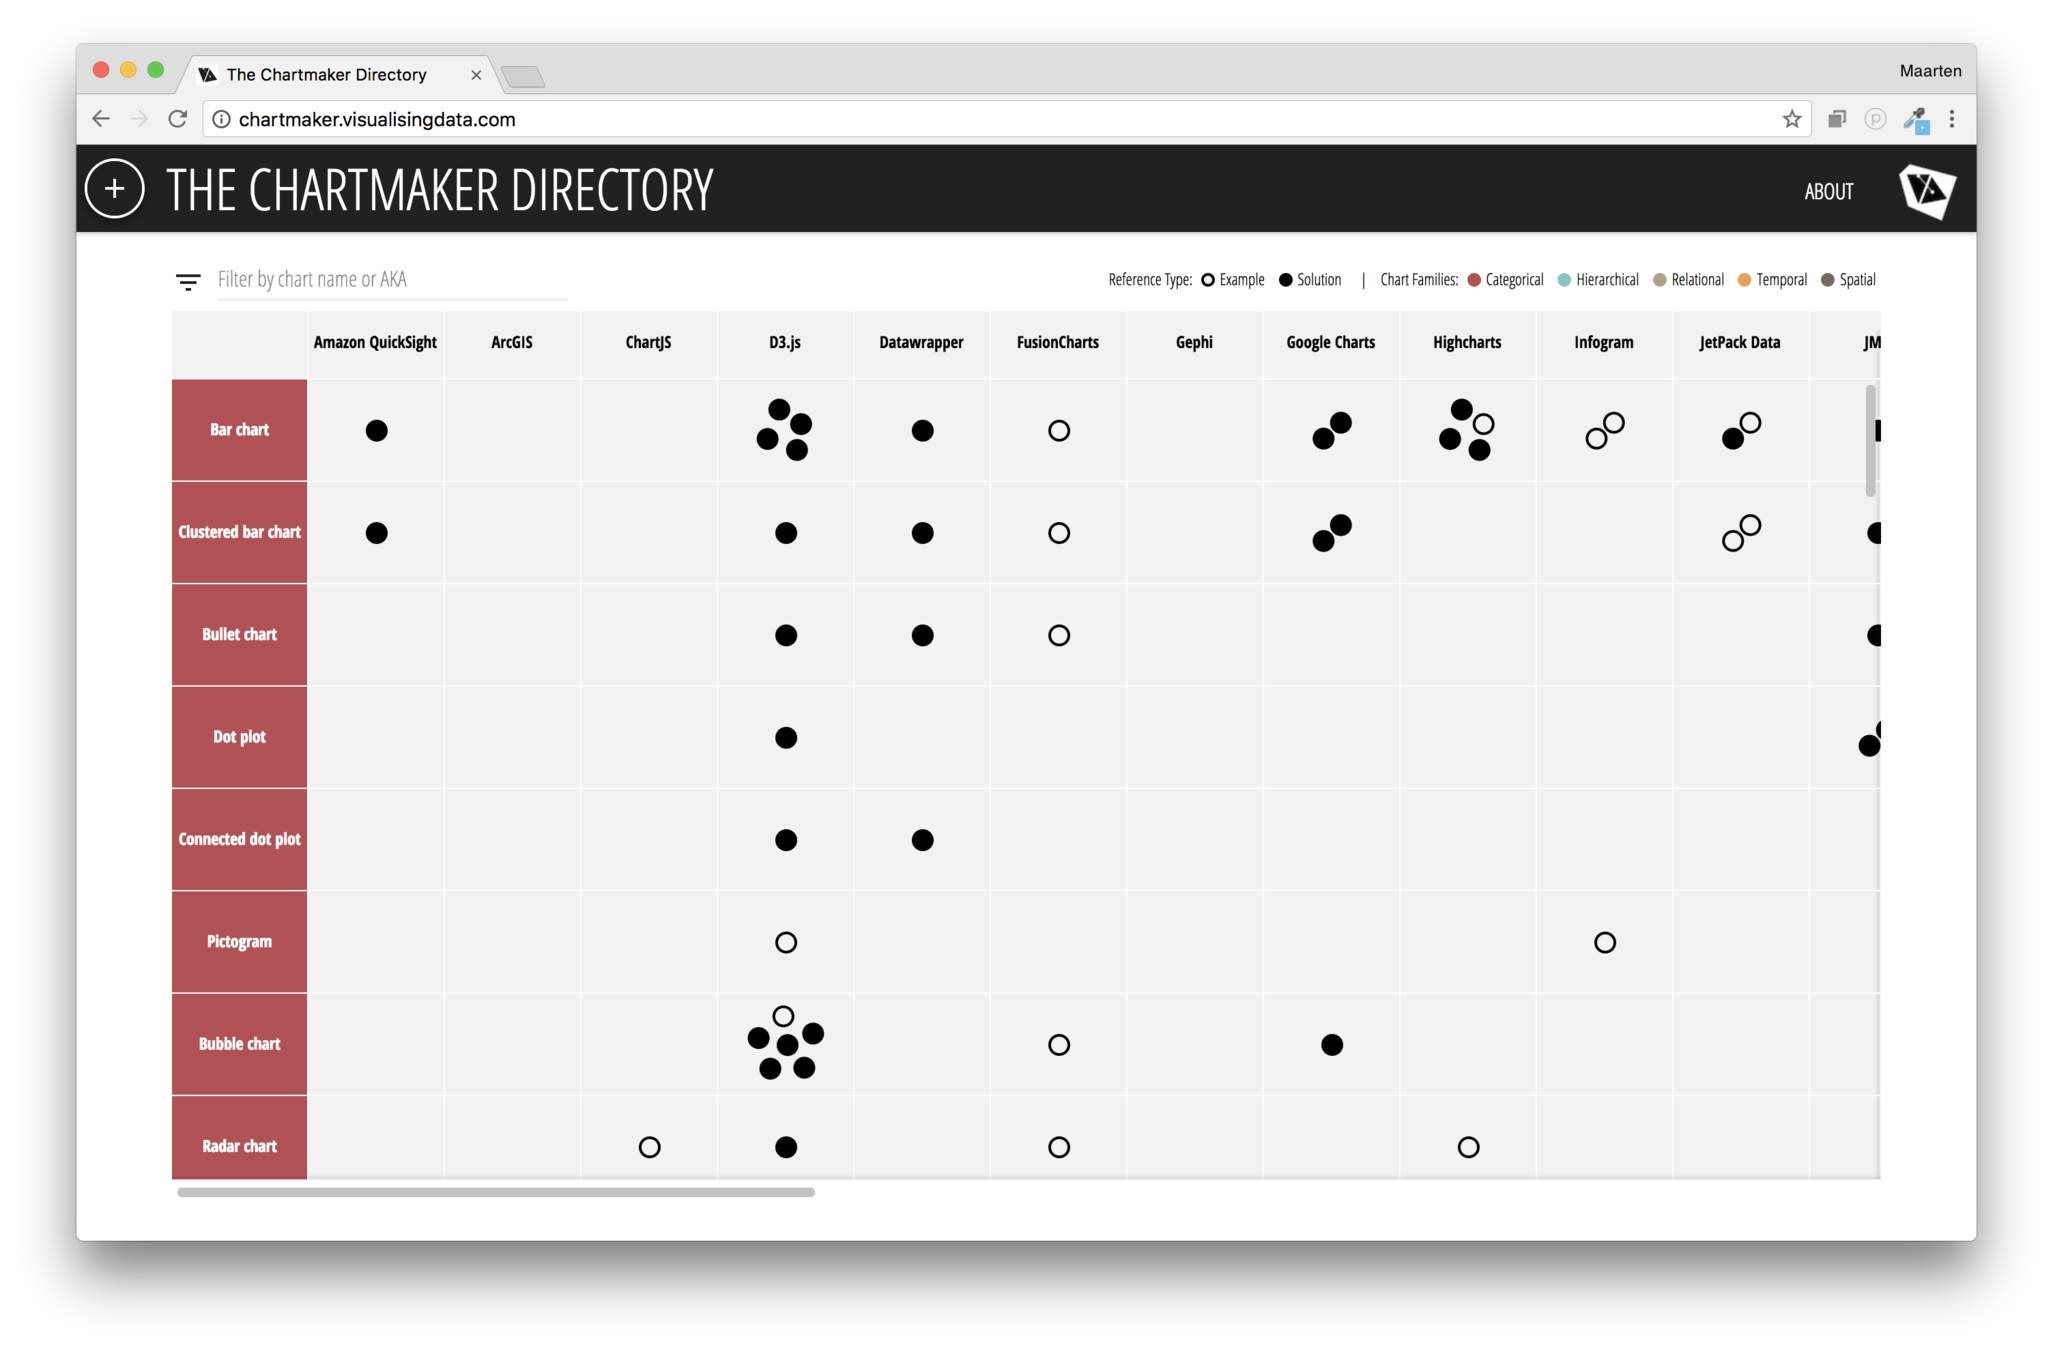 The Chartmaker Directory
Maarten
chartmaker.visualisingdata.com
+ THE CHARTMAKER DIRECTORY
ABOUT
Filter by chart name or AKA
Reference Type: Example Solution | Chart Families: Categorical Hierarchical Relational Temporal Spatial
Amazon QuickSight ArcGIS ChartJS D3.js Datawrapper FusionCharts Gephi Google Charts Highcharts Infogram JetPack Data JM
Bar chart
Clustered bar chart
Bullet chart
Dot plot
Connected dot plot
Pictogram
Bubble chart
Radar chart